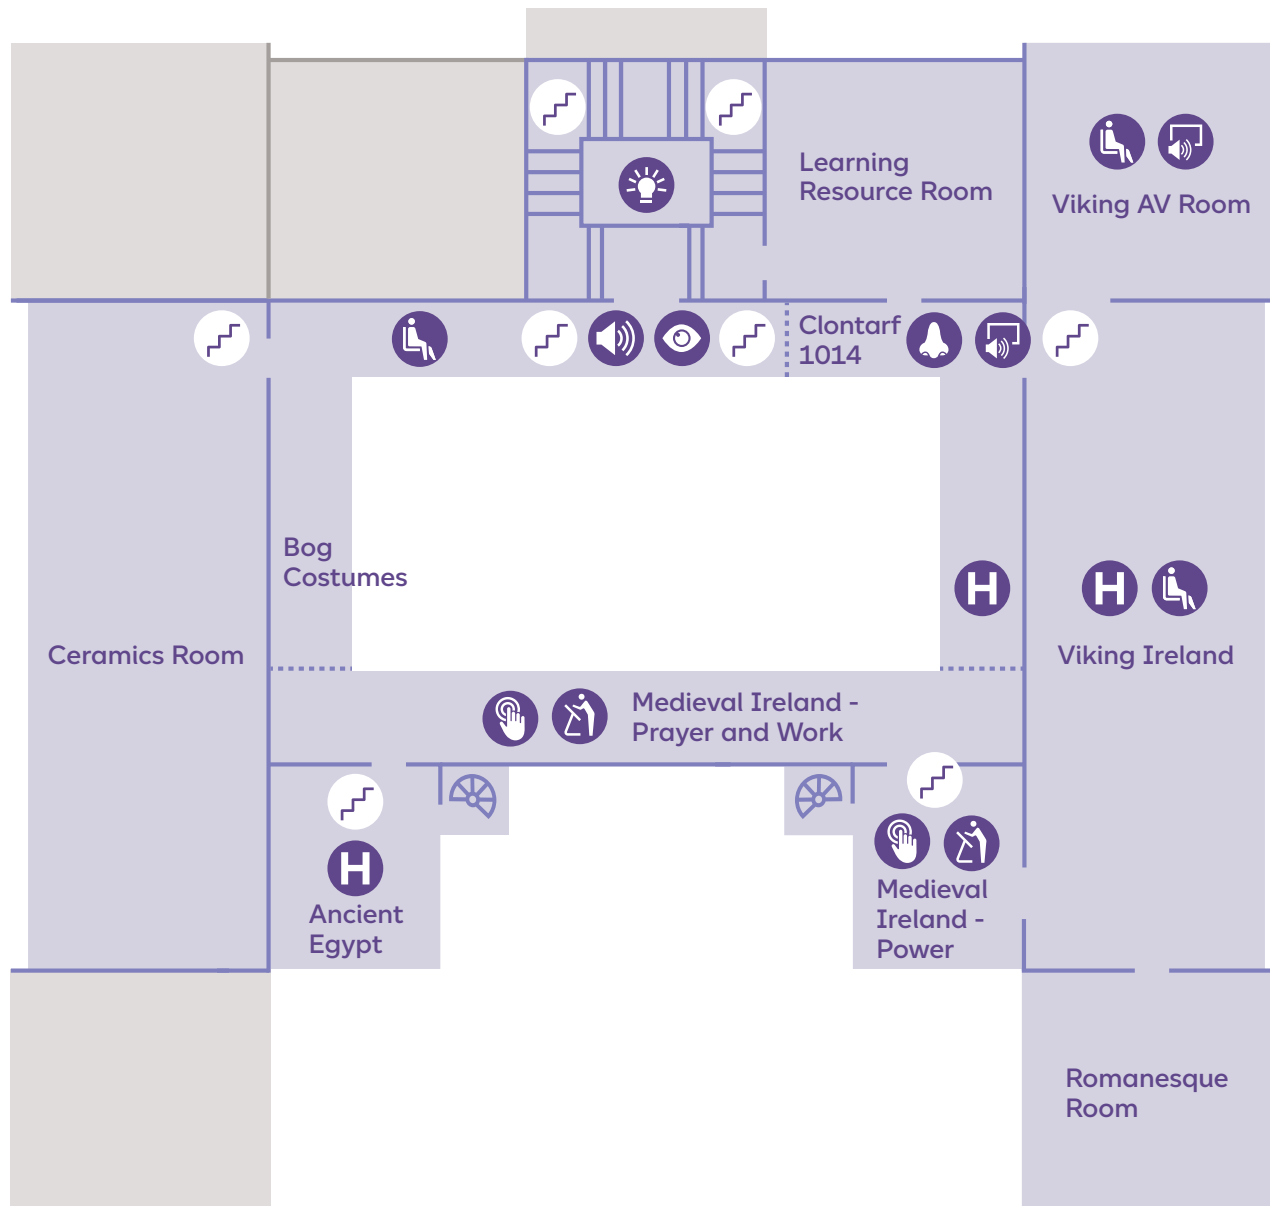 Learning
Resource Room
Viking AV Room
Clontarf
1014
Bog
Costumes
H
H
Ceramics Room
Viking Ireland
Medieval Ireland -
Prayer and Work
H
Ancient
Egypt
Medieval
Ireland -
Power
Romanesque
Room